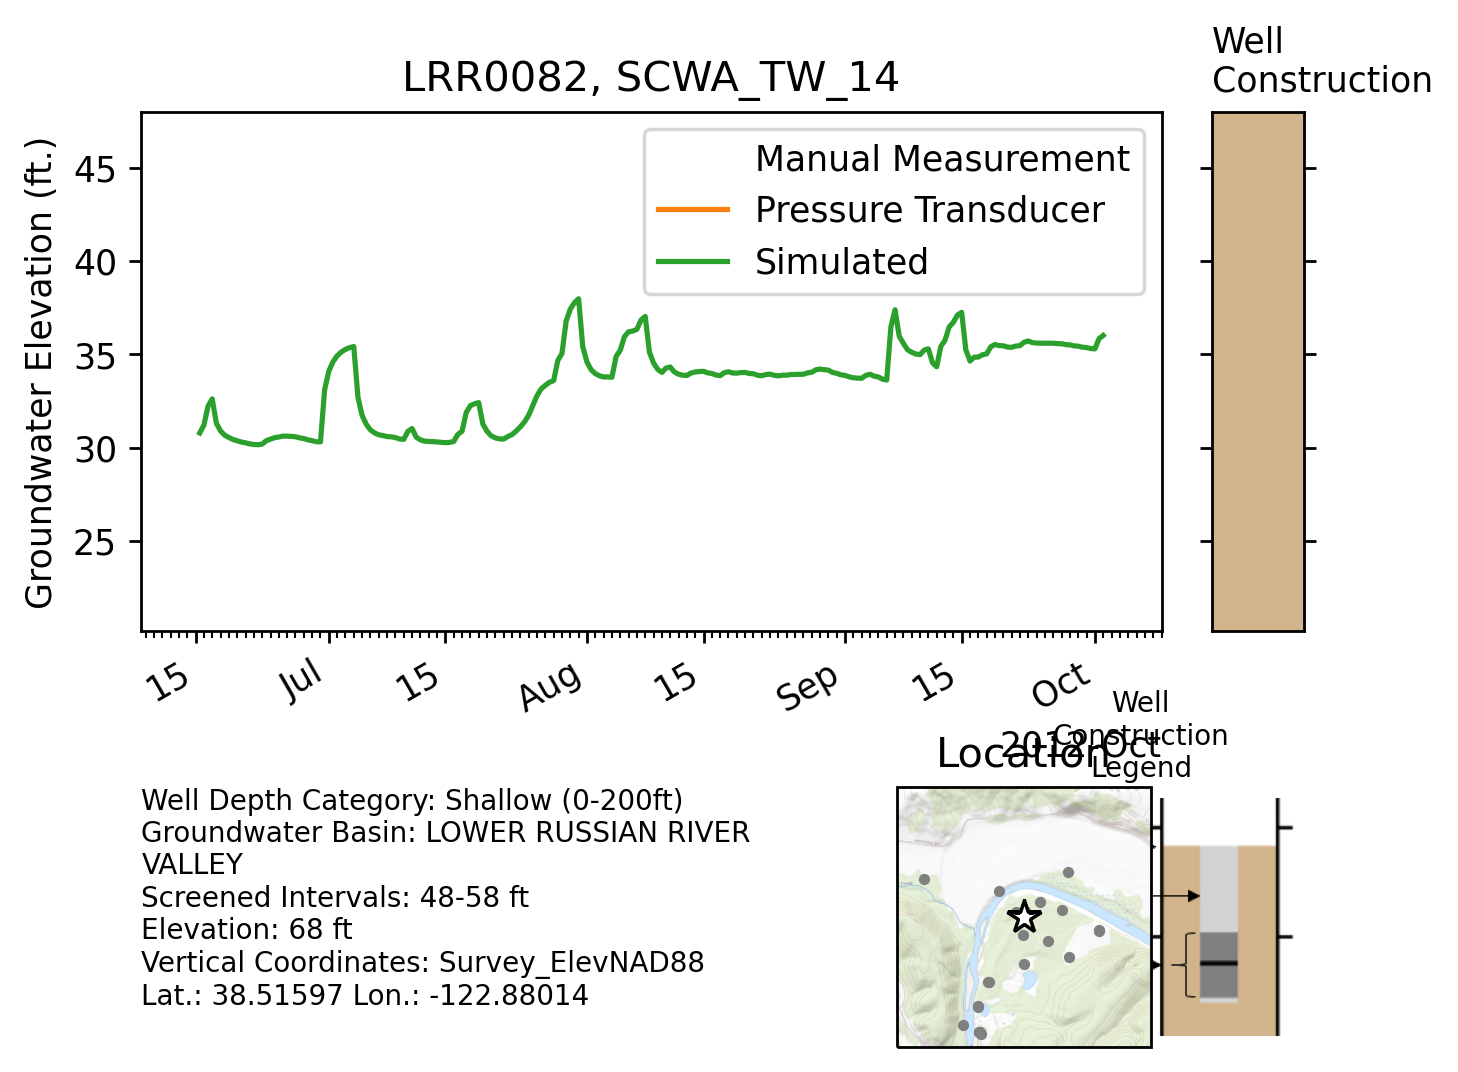 Well
Construction
LRR0082, SCWA_TW_14
Groundwater Elevation (ft.)
45
40
35
30
25
Manual Measurement
Pressure Transducer
Simulated
15
Jul
15
Aug
15
Sep
15
Oct
2012-Oct
Location
Well
Construction
Legend
Well Depth Category: Shallow (0-200ft)
Groundwater Basin: LOWER RUSSIAN RIVER
VALLEY
Screened Intervals: 48-58 ft
Elevation: 68 ft
Vertical Coordinates: Survey_ElevNAD88
Lat.: 38.51597 Lon.: -122.88014